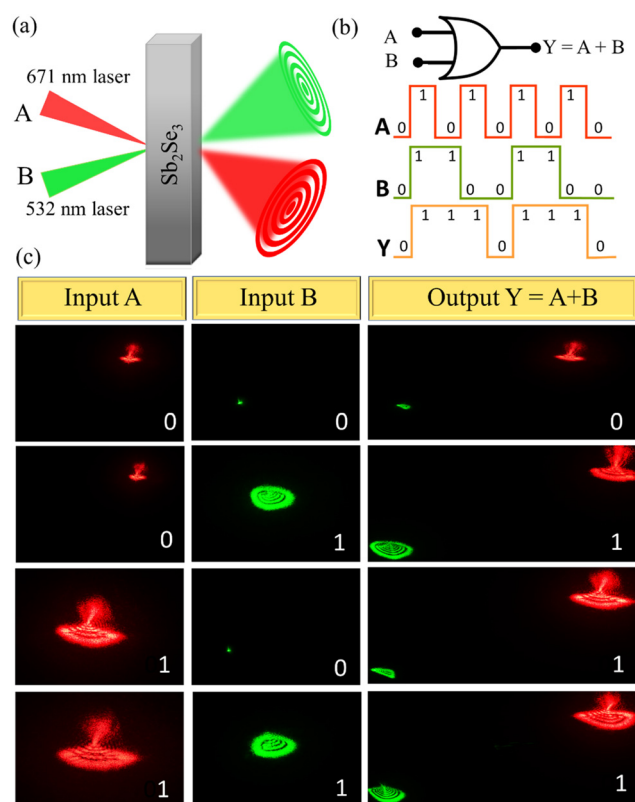 (a)
671 nm laser
A
B
532 nm laser
Sb₂Se₃
(b)
A
B
Y = A + B
A 0 1 0 1 0 1 0 1 0
B 0 1 1 0 0 1 1 0 0
Y 0 1 1 1 0 1 1 1 0
(c)
Input A Input B Output Y = A+B
0 0 0
0 1 1
1 0 1
1 1 1